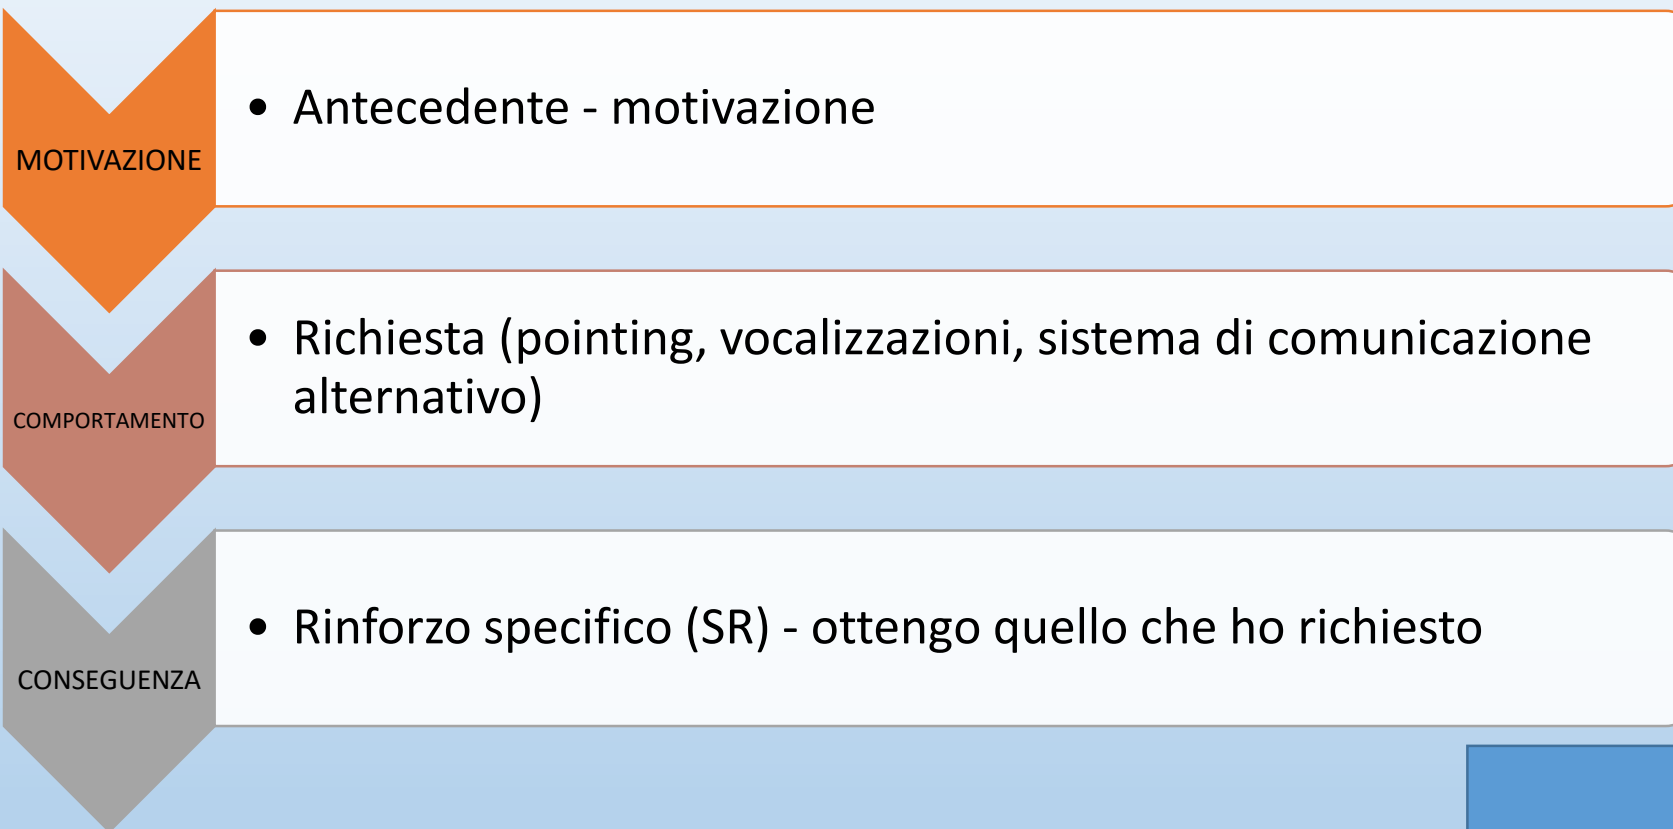 MOTIVAZIONE
• Antecedente - motivazione
COMPORTAMENTO
• Richiesta (pointing, vocalizzazioni, sistema di comunicazione
alternativo)
CONSEGUENZA
• Rinforzo specifico (SR) - ottengo quello che ho richiesto